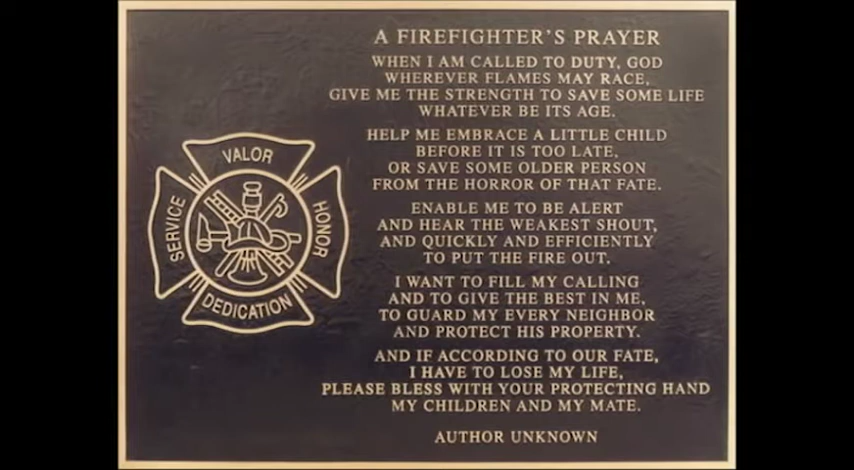 VALOR
SERVICE
HONOR
DEDICATION
A FIREFIGHTER'S PRAYER
WHEN I AM CALLED TO DUTY, GOD
WHEREVER FLAMES MAY RACE,
GIVE ME THE STRENGTH TO SAVE SOME LIFE
WHATEVER BE ITS AGE.
HELP ME EMBRACE A LITTLE CHILD
BEFORE IT IS TOO LATE,
OR SAVE SOME OLDER PERSON
FROM THE HORROR OF THAT FATE.
ENABLE ME TO BE ALERT
AND HEAR THE WEAKEST SHOUT,
AND QUICKLY AND EFFICIENTLY
TO PUT THE FIRE OUT.
I WANT TO FILL MY CALLING
AND TO GIVE THE BEST IN ME,
TO GUARD MY EVERY NEIGHBOR
AND PROTECT HIS PROPERTY.
AND IF ACCORDING TO OUR FATE,
I HAVE TO LOSE MY LIFE,
PLEASE BLESS WITH YOUR PROTECTING HAND
MY CHILDREN AND MY MATE.
AUTHOR UNKNOWN